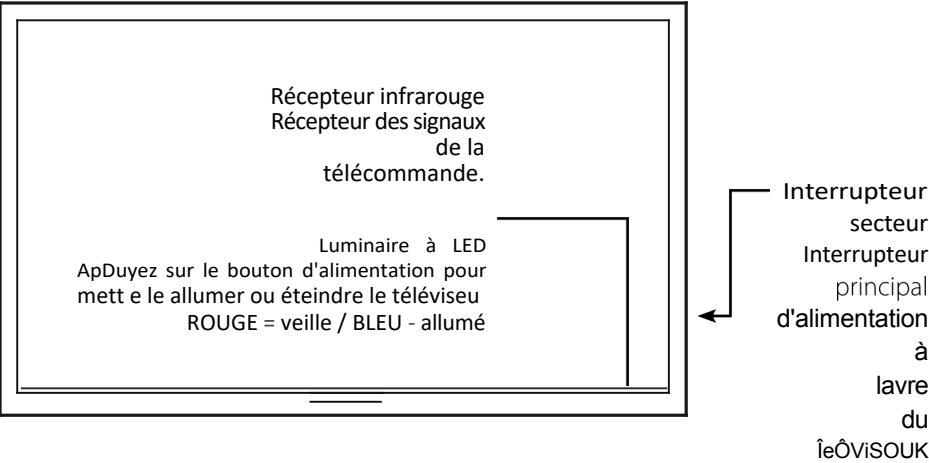 Récepteur infrarouge
Récepteur des signaux
de la
télécommande.
Luminaire à LED
ApDuyez sur le bouton d'alimentation pour
mett e le allumer ou éteindre le téléviseu
ROUGE = veille / BLEU - allumé
Interrupteur
secteur
Interrupteur
principal
d'alimentation
à
lavre
du
ÎeÔViSOUK